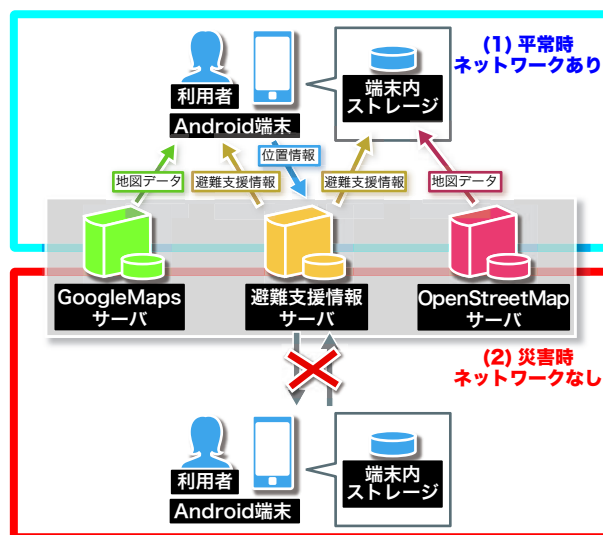 (1) 平常時
ネットワークあり
利用者
Android端末
端末内
ストレージ
位置情報
地図データ
避難支援情報
避難支援情報
地図データ
GoogleMaps
サーバ
避難支援情報
サーバ
OpenStreetMap
サーバ
(2) 災害時
ネットワークなし
利用者
Android端末
端末内
ストレージ